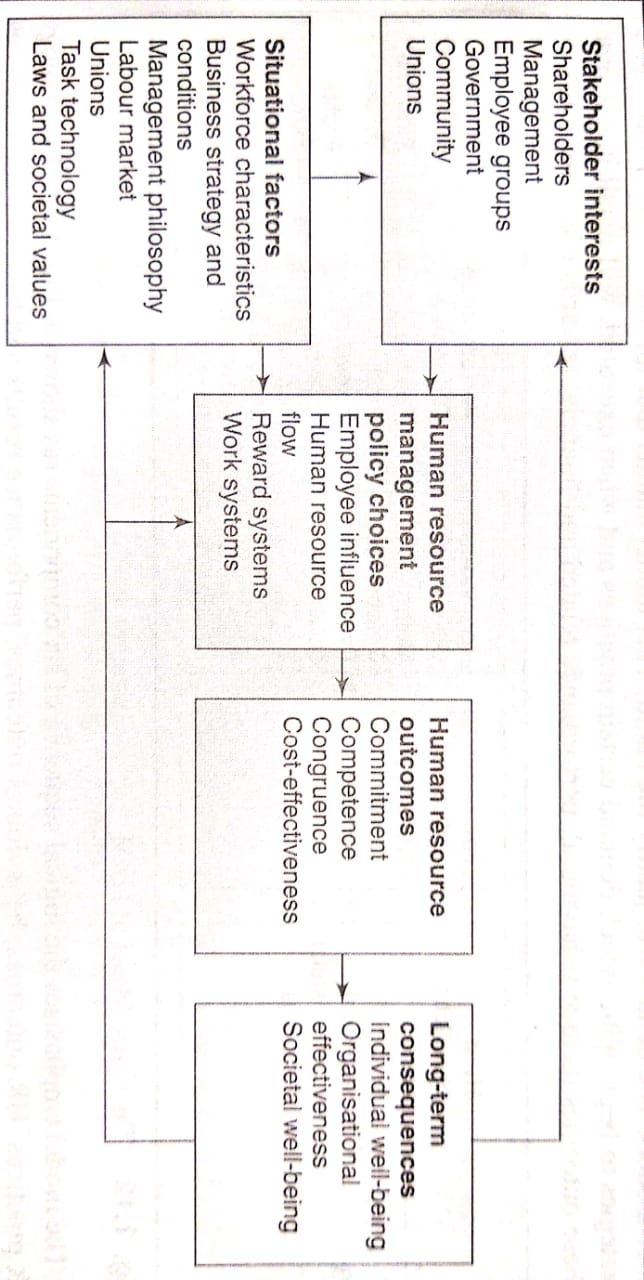 Stakeholder interests
Shareholders
Management
Employee groups
Government
Community
Unions
Situational factors
Workforce characteristics
Business strategy and
conditions
Management philosophy
Labour market
Unions
Task technology
Laws and societal values
Human resource
management
policy choices
Employee influence
Human resource
flow
Reward systems
Work systems
Human resource
outcomes
Commitment
Competence
Congruence
Cost-effectiveness
Long-term
consequences
Individual well-being
Organisational
effectiveness
Societal well-being